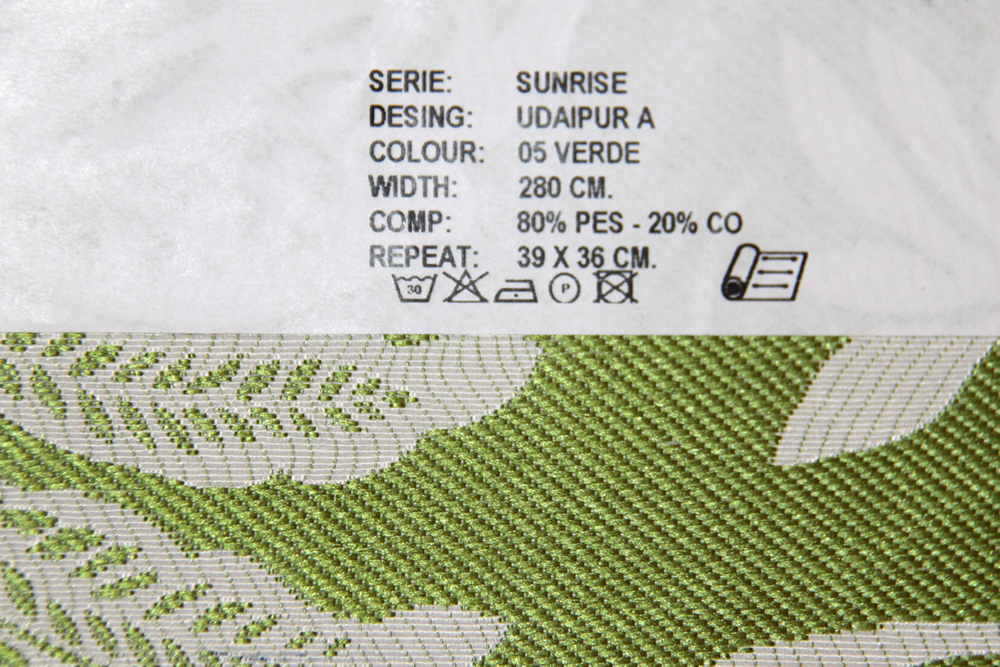 SERIE: SUNRISE
DESING: UDAIPUR A
COLOUR: 05 VERDE
WIDTH: 280 CM.
COMP: 80% PES - 20% CO
REPEAT: 39 X 36 CM.
30 P